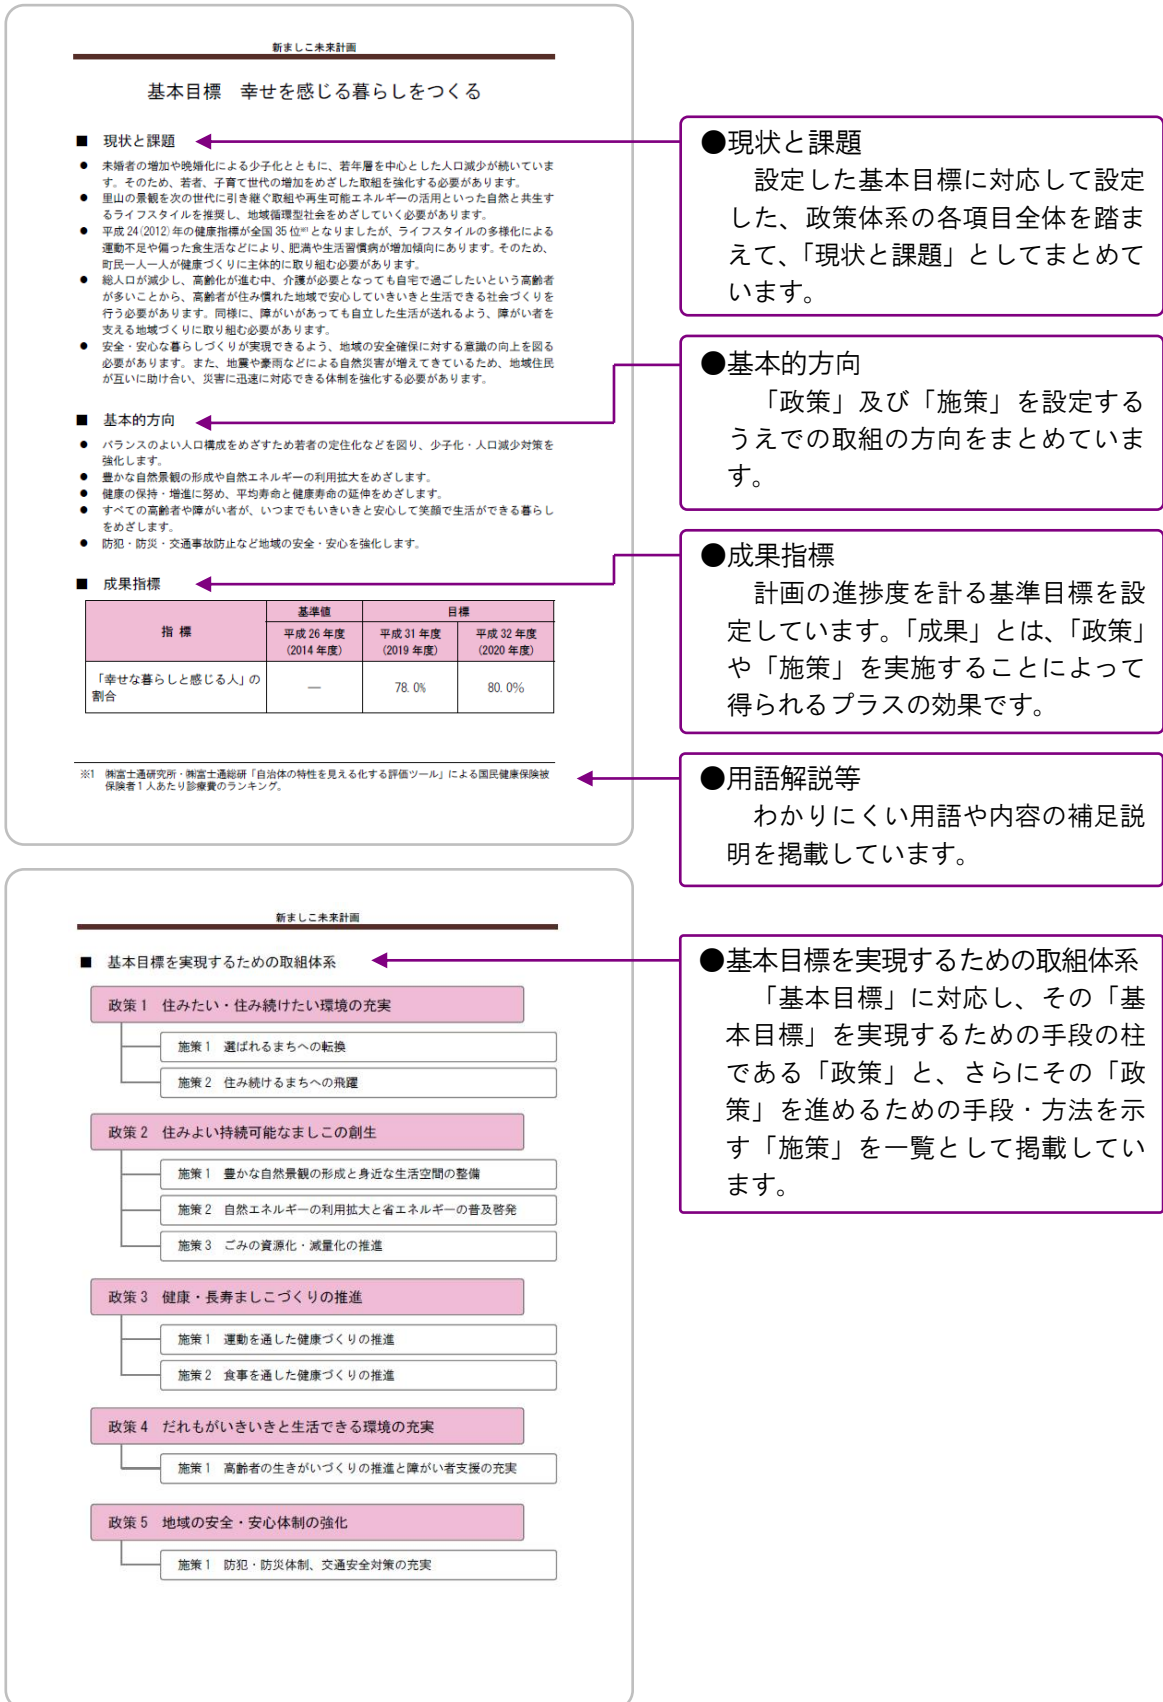 新ましこ未来計画
基本目標　幸せを感じる暮らしをつくる
■　現状と課題
●　未婚者の増加や晩婚化による少子化とともに、若年層を中心とした人口減少が続いていま
す。そのため、若者、子育て世代の増加をめざした取組を強化する必要があります。
●　里山の景観を次の世代に引き継ぐ取組や再生可能エネルギーの活用といった自然と共生す
るライフスタイルを推奨し、地域循環型社会をめざしていく必要があります。
●　平成24(2012)年の健康指標が全国35位※1となりましたが、ライフスタイルの多様化による
運動不足や偏った食生活などにより、肥満や生活習慣病が増加傾向にあります。そのため、
町民一人一人が健康づくりに主体的に取り組む必要があります。
●　総人口が減少し、高齢化が進む中、介護が必要となっても自宅で過ごしたいという高齢者
が多いことから、高齢者が住み慣れた地域で安心していきいきと生活できる社会づくりを
行う必要があります。同様に、障がいがあっても自立した生活が送れるよう、障がい者を
支える地域づくりに取り組む必要があります。
●　安全・安心な暮らしづくりが実現できるよう、地域の安全確保に対する意識の向上を図る
必要があります。また、地震や豪雨などによる自然災害が増えてきているため、地域住民
が互いに助け合い、災害に迅速に対応できる体制を強化する必要があります。
■　基本的方向
●　バランスのよい人口構成をめざすため若者の定住化などを図り、少子化・人口減少対策を
強化します。
●　豊かな自然景観の形成や自然エネルギーの利用拡大をめざします。
●　健康の保持・増進に努め、平均寿命と健康寿命の延伸をめざします。
●　すべての高齢者や障がい者が、いつまでもいきいきと安心して笑顔で生活ができる暮らし
をめざします。
●　防犯・防災・交通事故防止など地域の安全・安心を強化します。
■　成果指標
指 標　基準値　目標
平成26年度　平成31年度　平成32年度
(2014年度)　(2019年度)　(2020年度)
「幸せな暮らしと感じる人」の
割合　―　78.0%　80.0%
※1　㈱富士通研究所・㈱富士通総研「自治体の特性を見える化する評価ツール」による国民健康保険被
保険者1人あたり診療費のランキング。
●現状と課題
設定した基本目標に対応して設定
した、政策体系の各項目全体を踏ま
えて、「現状と課題」としてまとめて
います。
●基本的方向
「政策」及び「施策」を設定する
うえでの取組の方向をまとめていま
す。
●成果指標
計画の進捗度を計る基準目標を設
定しています。「成果」とは、「政策」
や「施策」を実施することによって
得られるプラスの効果です。
●用語解説等
わかりにくい用語や内容の補足説
明を掲載しています。
新ましこ未来計画
■　基本目標を実現するための取組体系
政策1　住みたい・住み続けたい環境の充実
施策1　選ばれるまちへの転換
施策2　住み続けるまちへの飛躍
政策2　住みよい持続可能なましこの創生
施策1　豊かな自然景観の形成と身近な生活空間の整備
施策2　自然エネルギーの利用拡大と省エネルギーの普及啓発
施策3　ごみの資源化・減量化の推進
政策3　健康・長寿ましこづくりの推進
施策1　運動を通した健康づくりの推進
施策2　食事を通した健康づくりの推進
政策4　だれもがいきいきと生活できる環境の充実
施策1　高齢者の生きがいづくりの推進と障がい者支援の充実
政策5　地域の安全・安心体制の強化
施策1　防犯・防災体制、交通安全対策の充実
●基本目標を実現するための取組体系
「基本目標」に対応し、その「基
本目標」を実現するための手段の柱
である「政策」と、さらにその「政
策」を進めるための手段・方法を示
す「施策」を一覧として掲載してい
ます。